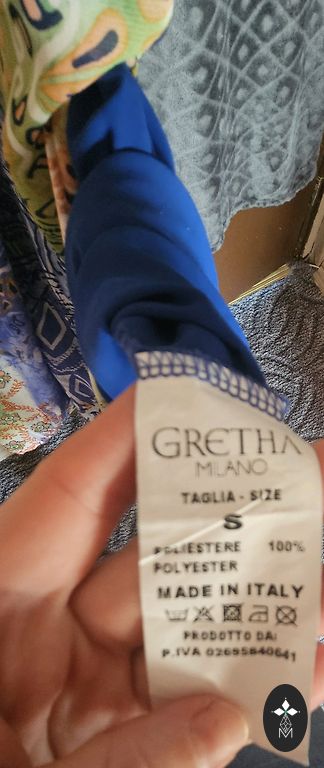 GRETHA
MILANO
TAGLIA - SIZE
S
POLIESTERE 100%
POLYESTER
MADE IN ITALY
PRODOTTO DA:
P.IVA 02695840641
M